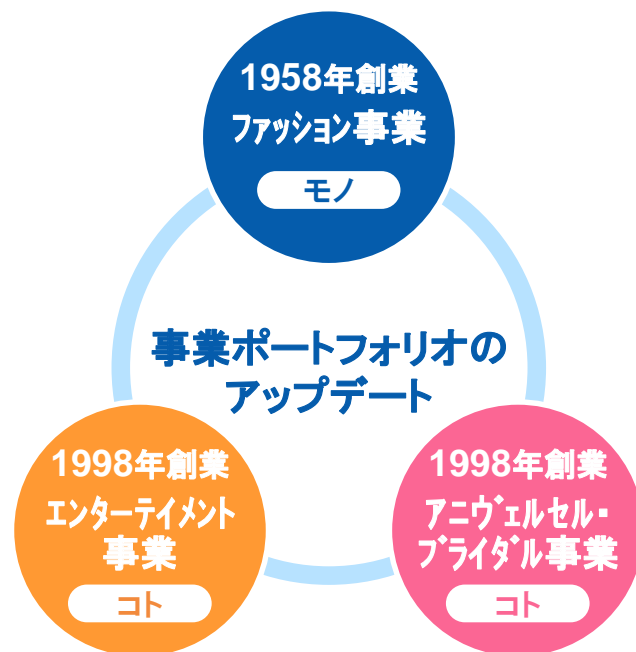 1958年創業
ファッション事業
モノ
事業ポートフォリオの
アップデート
1998年創業
エンターテイメント
事業
コト
1998年創業
アニヴェルセル・
ブライダル事業
コト